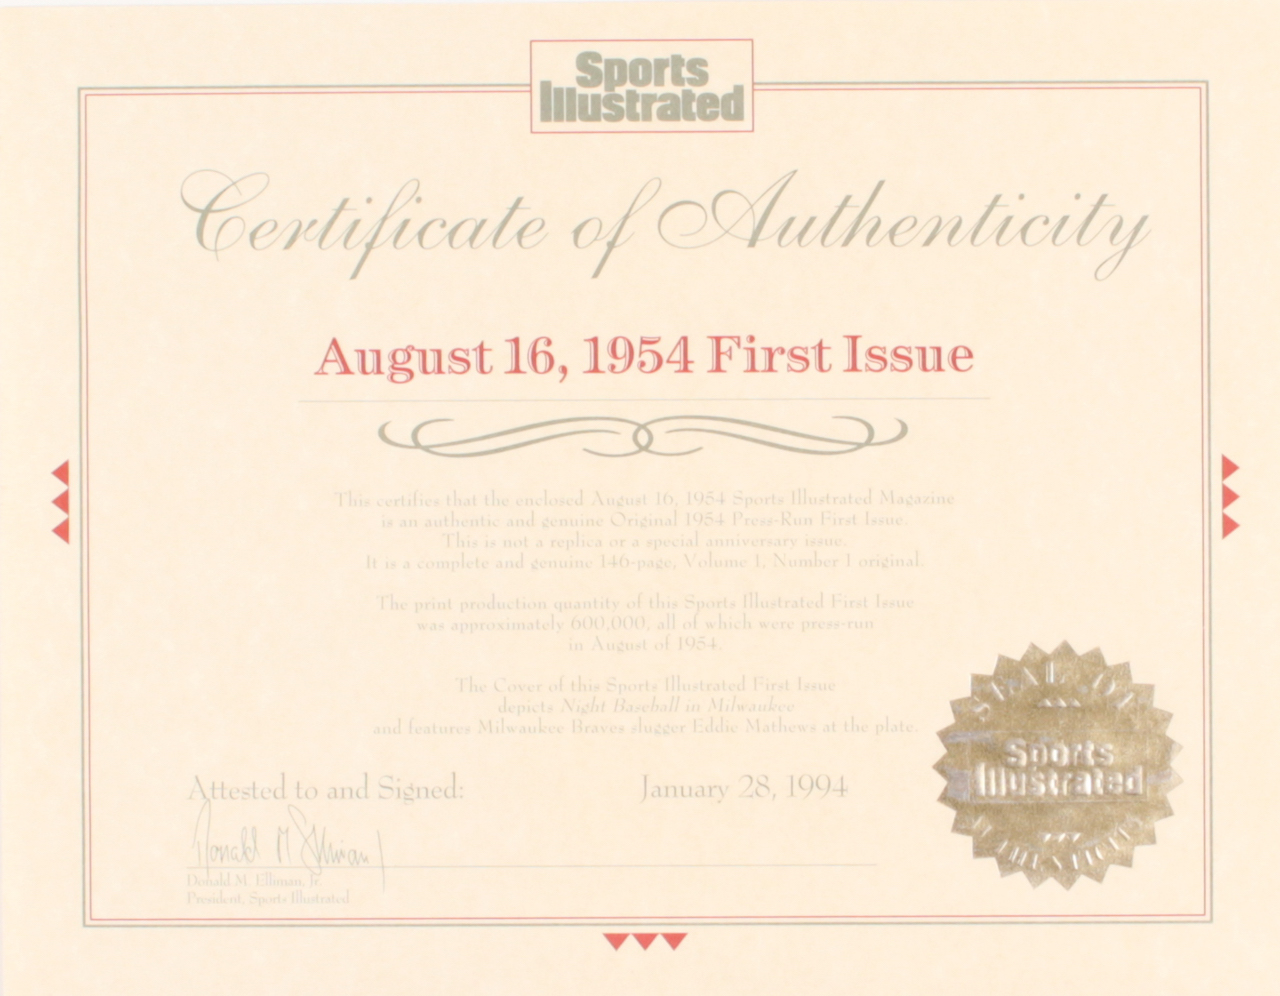 Sports
Illustrated
Certificate of Authenticity
August 16, 1954 First Issue
This certifies that the enclosed August 16, 1954 Sports Illustrated Magazine
is an authentic and genuine Original 1954 Press-Run First Issue.
This is not a replica or a special anniversary issue.
It is a complete and genuine 146-page, Volume 1, Number 1 original.
The print production quantity of this Sports Illustrated First Issue
was approximately 600,000, all of which were press-run
in August of 1954.
The Cover of this Sports Illustrated First Issue
depicts Night Baseball in Milwaukee
and features Milwaukee Braves slugger Eddie Mathews at the plate.
Attested to and Signed:
January 28, 1994
Donald M. Elliman, Jr.
President, Sports Illustrated
SEAL OF
Sports
Illustrated
AUTHENTICITY